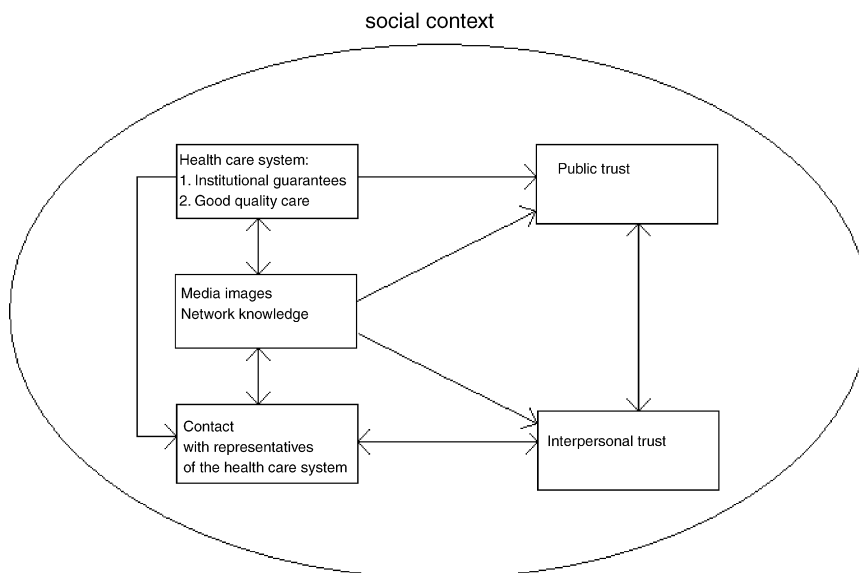 social context
Health care system:
1. Institutional guarantees
2. Good quality care
Public trust
Media images
Network knowledge
Contact
with representatives
of the health care system
Interpersonal trust